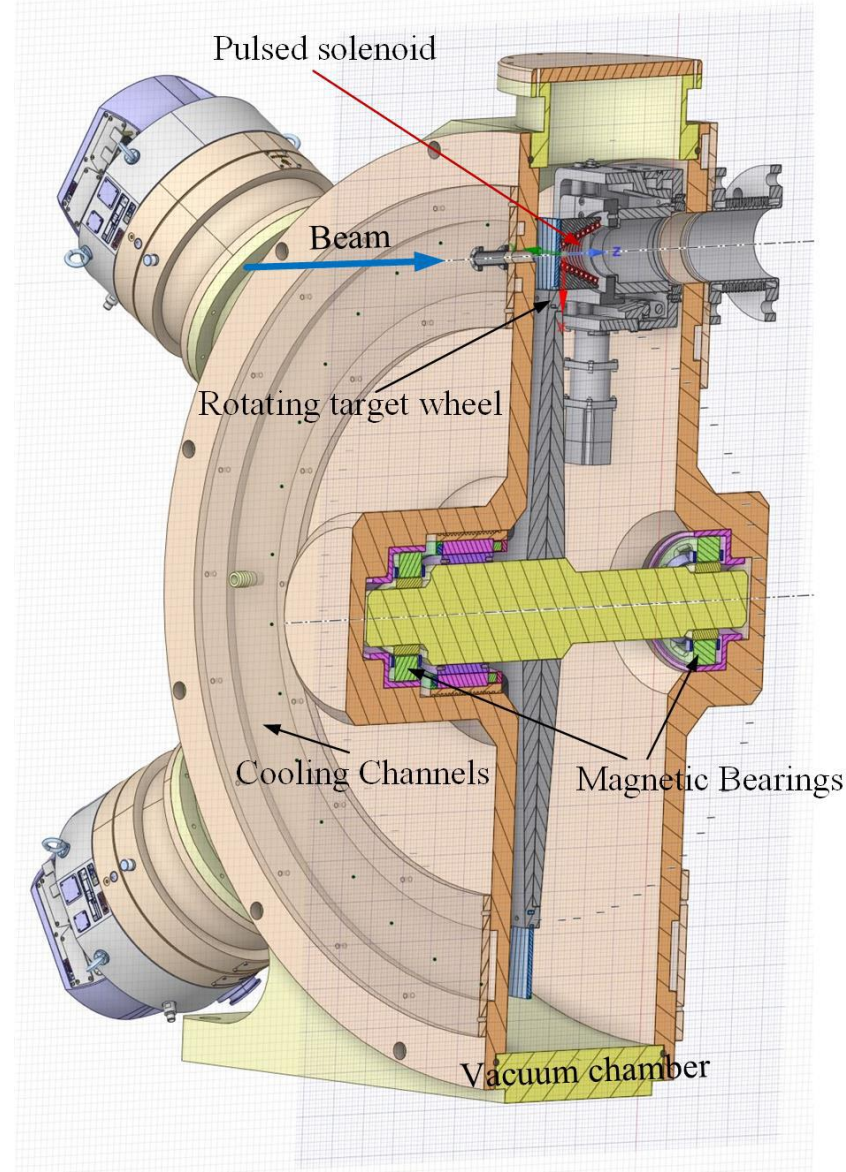 Pulsed solenoid
Beam
z
x
Rotating target wheel
Cooling Channels
Magnetic Bearings
Vacuum chamber